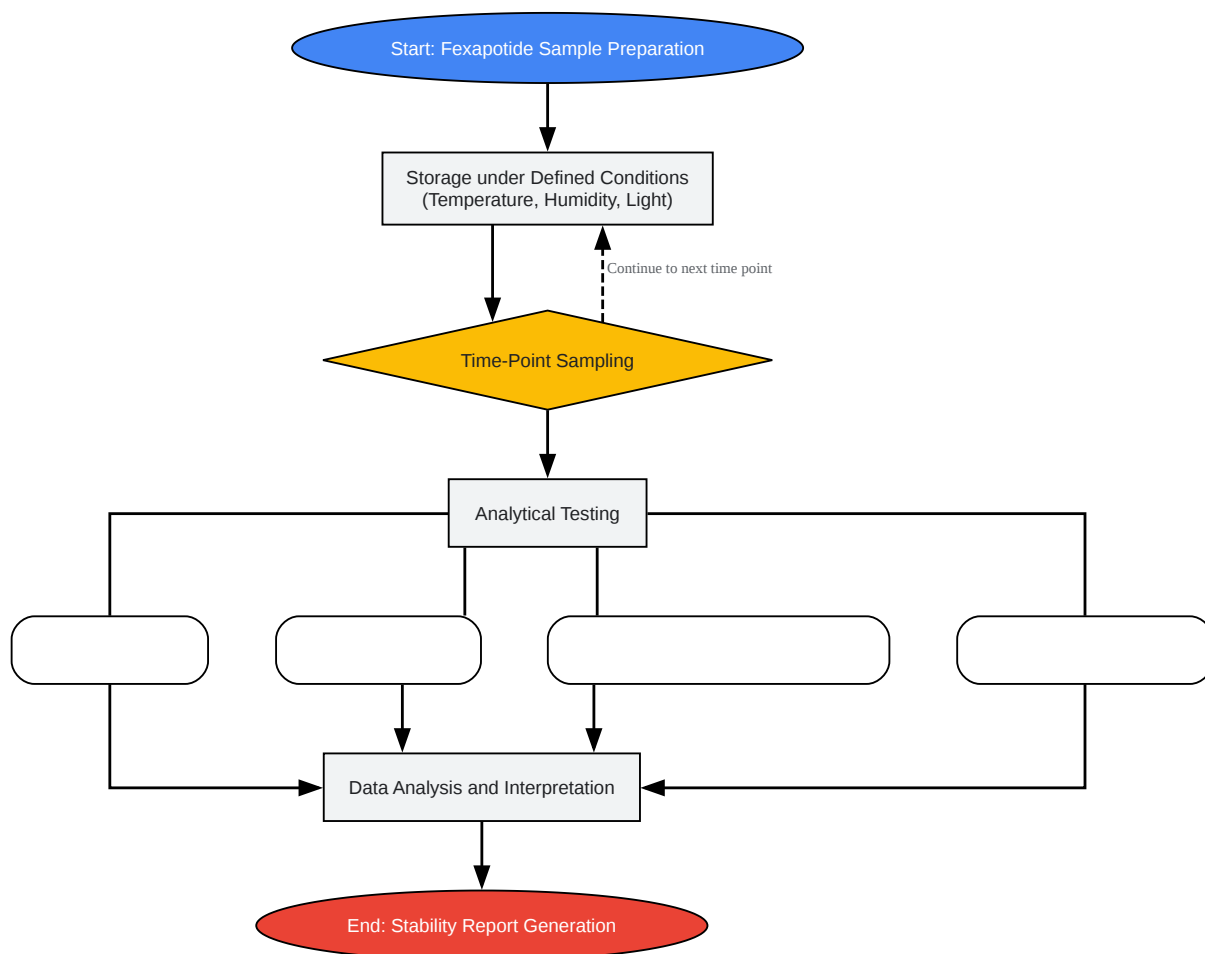 Start: Fexapotide Sample Preparation
Storage under Defined Conditions
(Temperature, Humidity, Light)
Continue to next time point
Time-Point Sampling
Analytical Testing
Data Analysis and Interpretation
End: Stability Report Generation